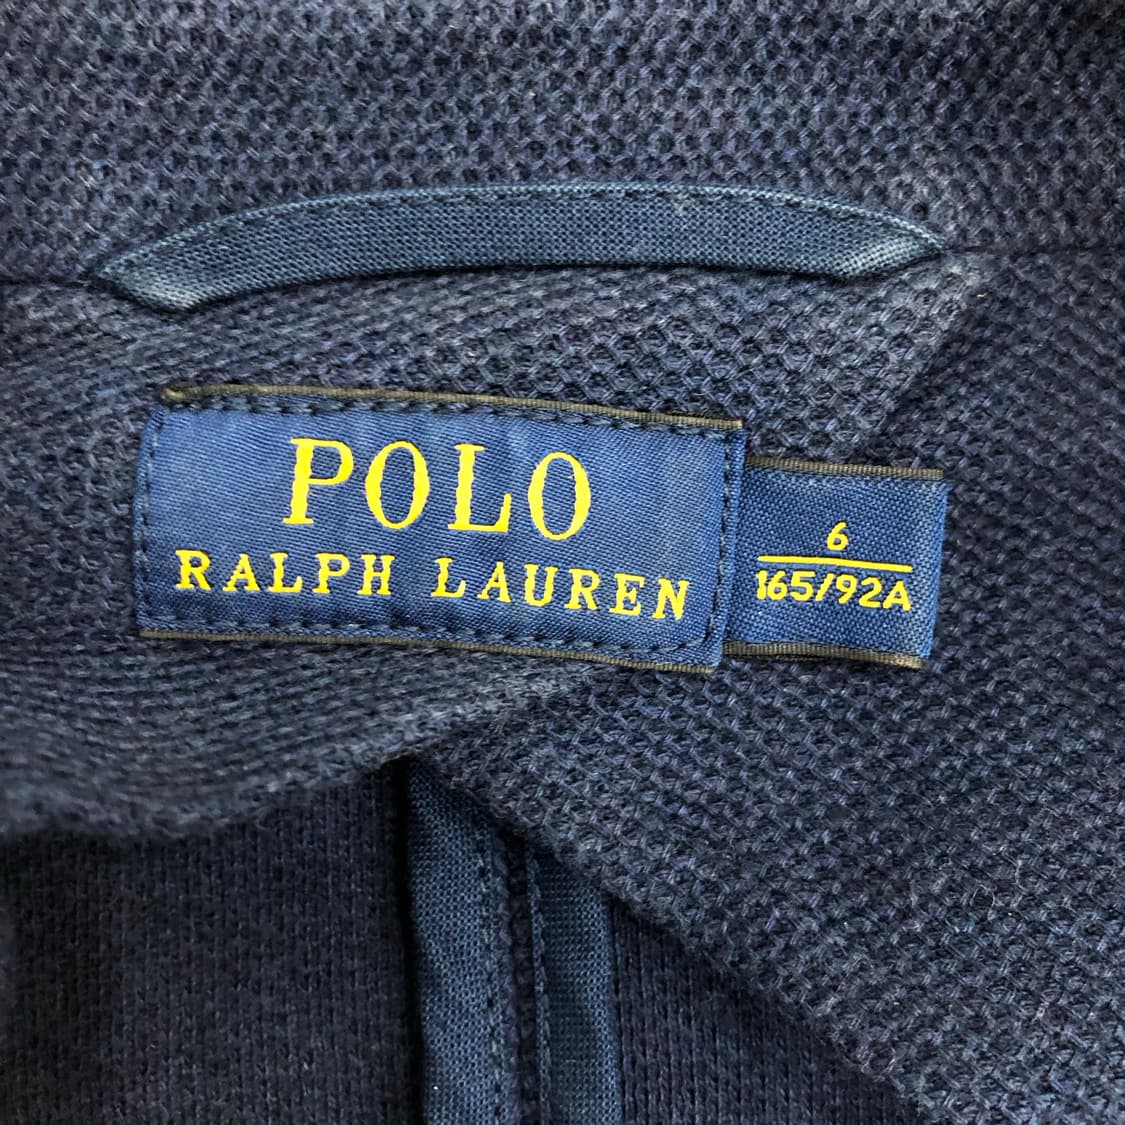 POLO
RALPH LAUREN
6
165/92A